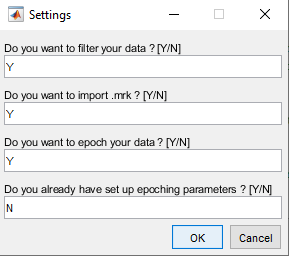 Settings
Do you want to filter your data ? [Y/N]
Y
Do you want to import .mrk ? [Y/N]
Y
Do you want to epoch your data ? [Y/N]
Y
Do you already have set up epoching parameters ? [Y/N]
N
OK Cancel